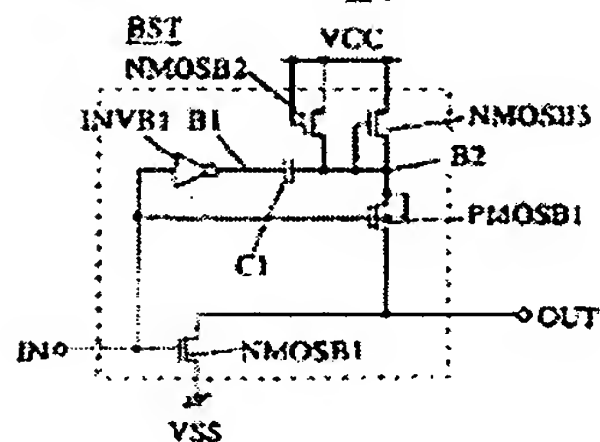 BST
VCC
NMOSB2
INVB1 B1
NMOSB3
B2
PMOSB1
C1
OUT
IN
NMOSB1
VSS